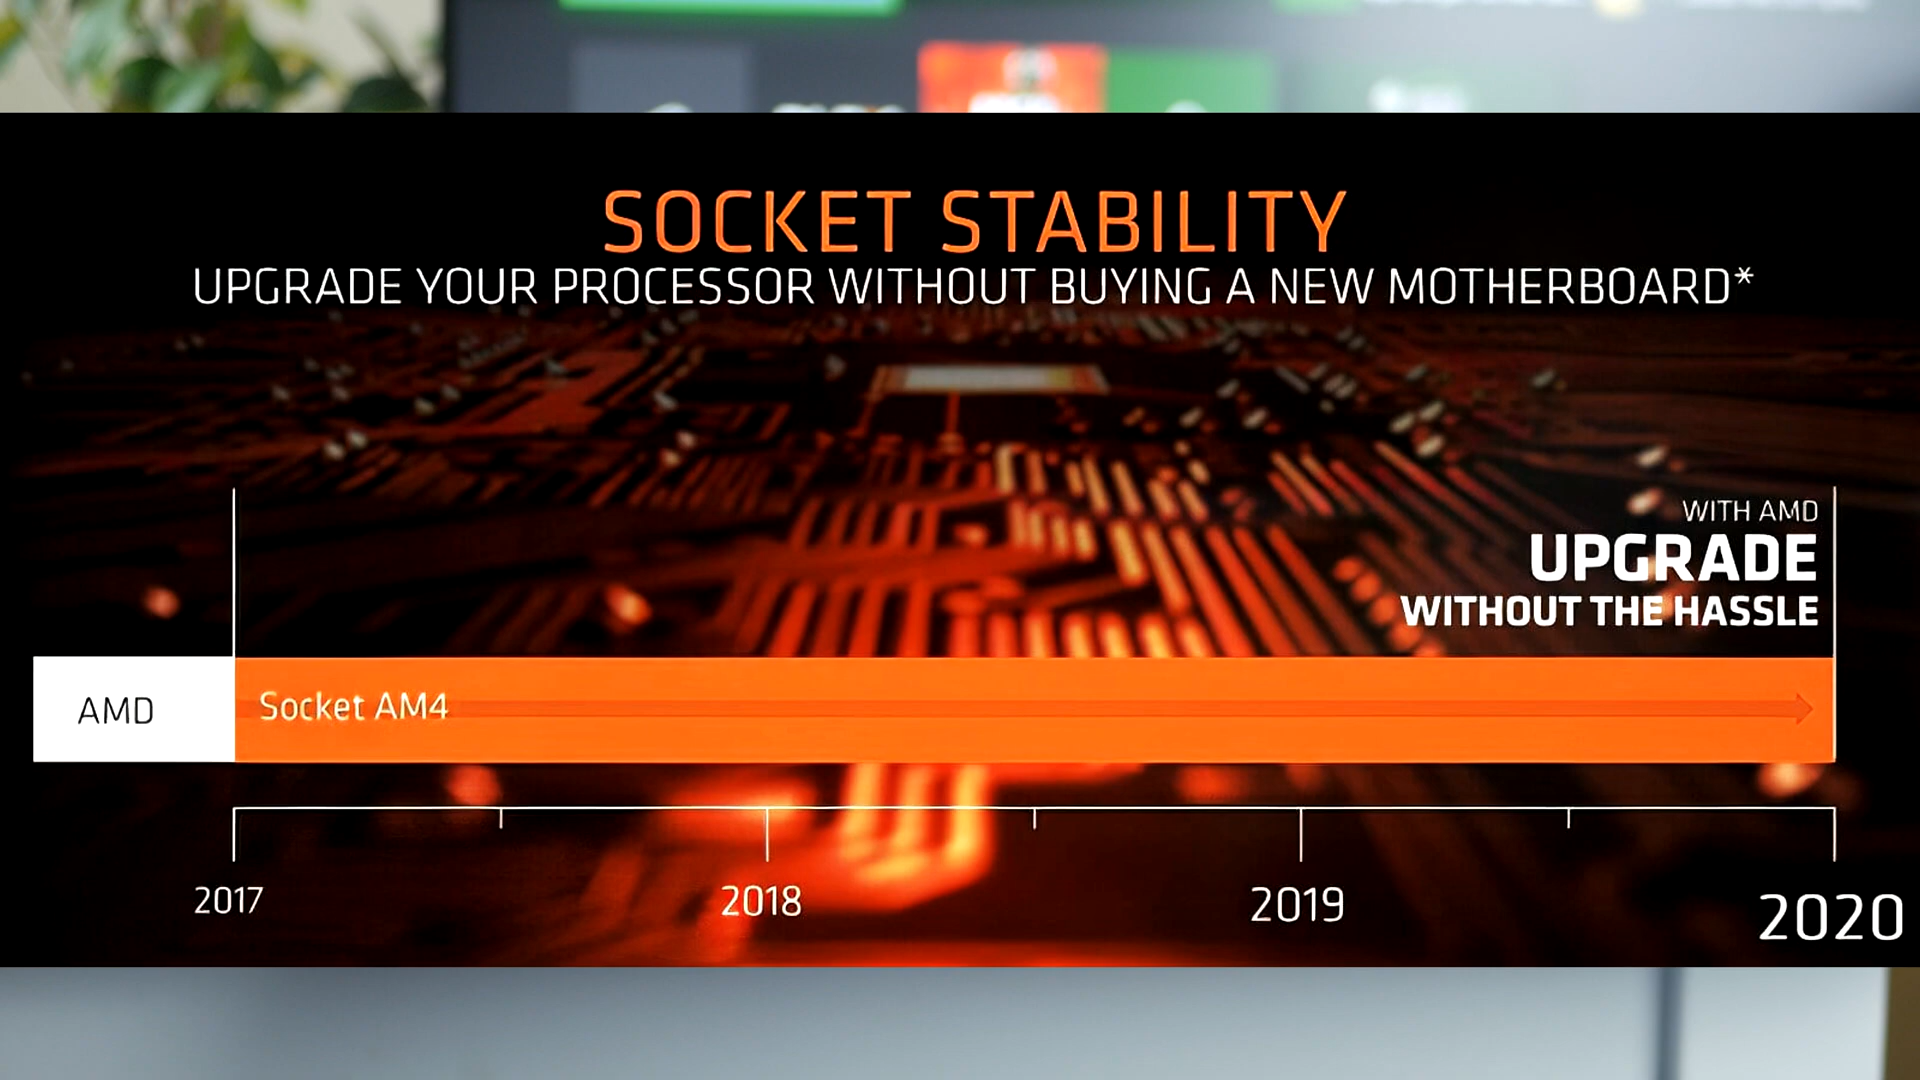 SOCKET STABILITY
UPGRADE YOUR PROCESSOR WITHOUT BUYING A NEW MOTHERBOARD*
WITH AMD
UPGRADE
WITHOUT THE HASSLE
AMD
Socket AM4
2017
2018
2019
2020